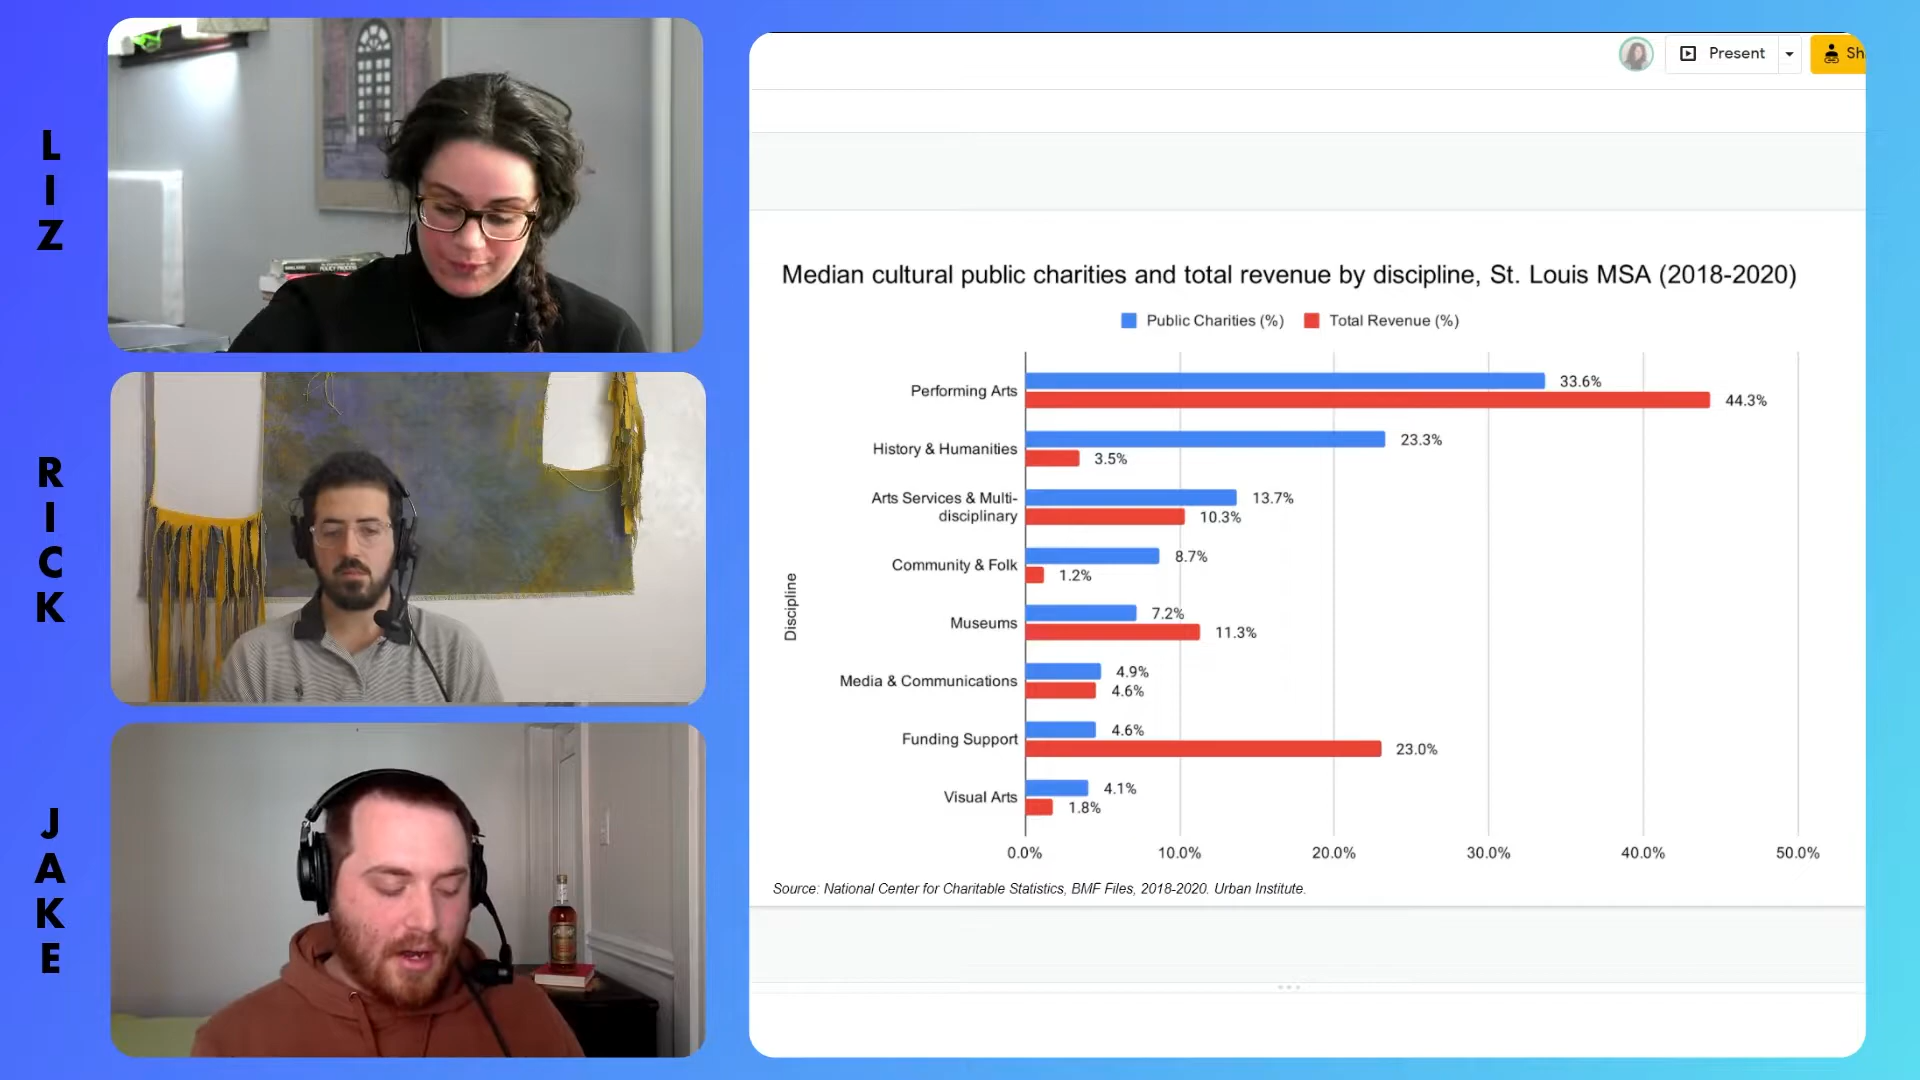 LIZ
RICK
JAKE
Present
Sh
Median cultural public charities and total revenue by discipline, St. Louis MSA (2018-2020)
Public Charities (%) Total Revenue (%)
Discipline
Performing Arts
33.6%
44.3%
History & Humanities
23.3%
3.5%
Arts Services & Multi-
disciplinary
13.7%
10.3%
Community & Folk
8.7%
1.2%
Museums
7.2%
11.3%
Media & Communications
4.9%
4.6%
Funding Support
4.6%
23.0%
Visual Arts
4.1%
1.8%
0.0% 10.0% 20.0% 30.0% 40.0% 50.0%
Source: National Center for Charitable Statistics, BMF Files, 2018-2020. Urban Institute.